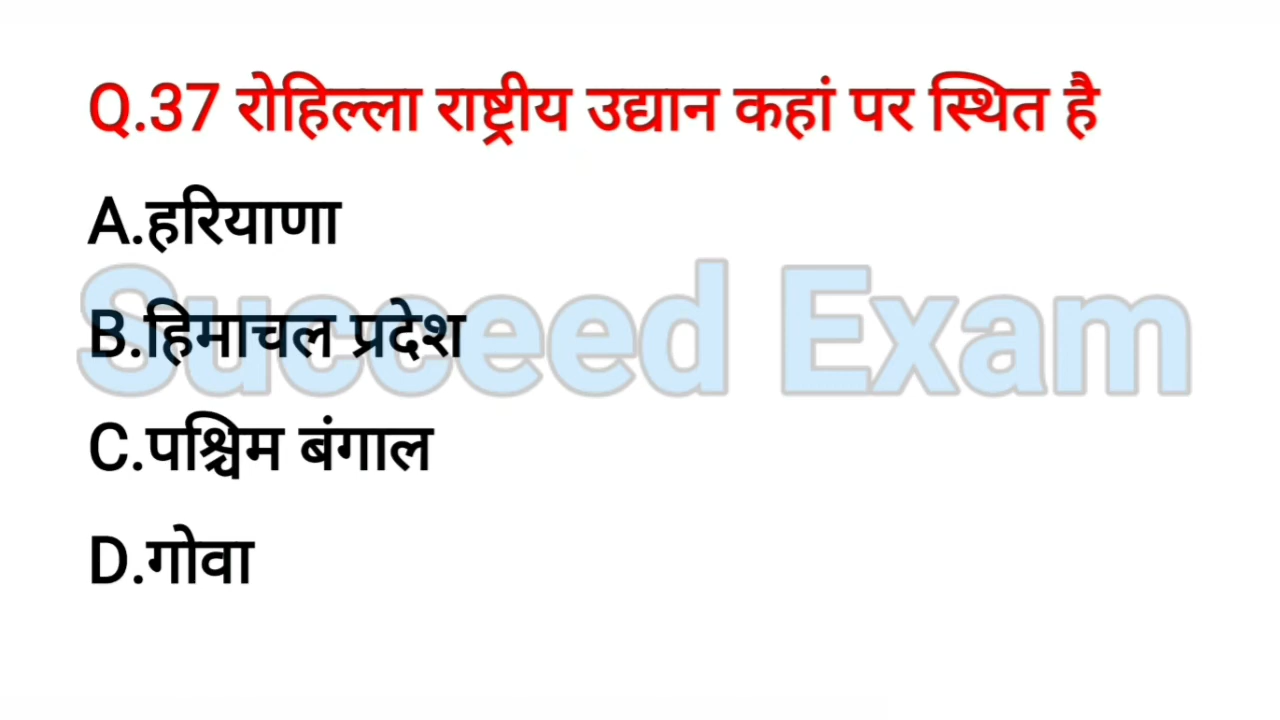 Q.37 रोहिल्ला राष्ट्रीय उद्यान कहां पर स्थित है
A.हरियाणा
B.हिमाचल प्रदेश
Succeed Exam
C.पश्चिम बंगाल
D.गोवा